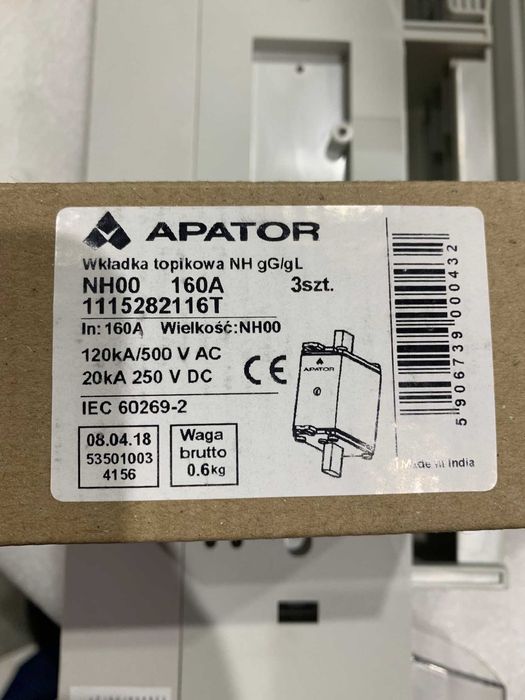 APATOR
Wkładka topikowa NH gG/gL
NH00 160A 3szt.
1115282116T
In: 160A Wielkość:NH00
120kA/500 V AC
20kA 250 V DC
CE
IEC 60269-2
APATOR
08.04.18
53501003
4156
Waga
brutto
0.6kg
5 906739 000432
Made in India